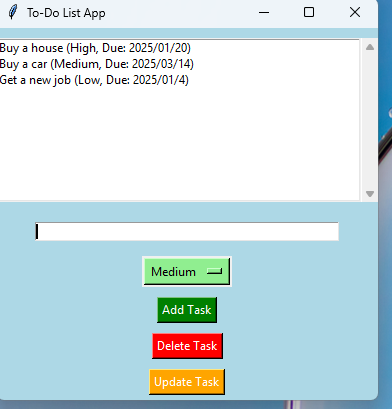 To-Do List App
Buy a house (High, Due: 2025/01/20)
Buy a car (Medium, Due: 2025/03/14)
Get a new job (Low, Due: 2025/01/4)
Medium
Add Task
Delete Task
Update Task